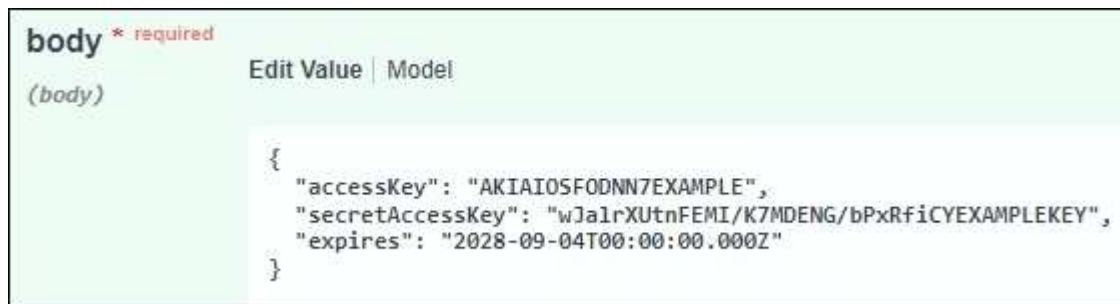 body * required
Edit Value | Model
(body)
{
"accessKey": "AKIAIOSFODNN7EXAMPLE",
"secretAccessKey": "wJalrXUtnFEMI/K7MDENG/bPxRfiCYEXAMPLEKEY",
"expires": "2028-09-04T00:00:00.000Z"
}